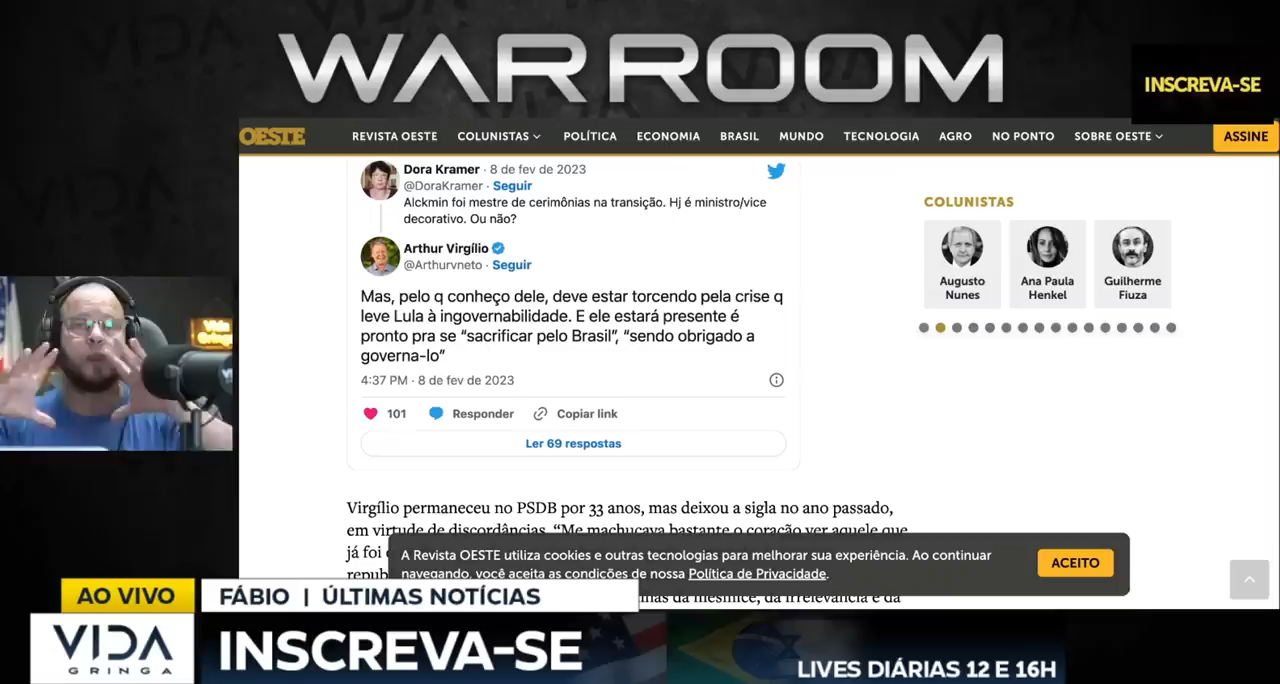 WARROOM
INSCREVA-SE
OESTE
REVISTA OESTE COLUNISTAS POLÍTICA ECONOMIA BRASIL MUNDO TECNOLOGIA AGRO NO PONTO SOBRE OESTE ASSINE
Dora Kramer · 8 de fev de 2023
@DoraKramer · Seguir
Alckmin foi mestre de cerimônias na transição. Hj é ministro/vice
decorativo. Ou não?
Arthur Virgílio
@Arthurvneto · Seguir
Mas, pelo q conheço dele, deve estar torcendo pela crise q
leve Lula à ingovernabilidade. E ele estará presente é
pronto pra se “sacrificar pelo Brasil”, “sendo obrigado a
governa-lo”
4:37 PM · 8 de fev de 2023
101 Responder Copiar link
Ler 69 respostas
COLUNISTAS
Augusto
Nunes
Ana Paula
Henkel
Guilherme
Fiuza
Virgílio permaneceu no PSDB por 33 anos, mas deixou a sigla no ano passado,
em virtude de discordâncias. “Me machucava bastante o coração ver aquele que
já foi
repub
da mesmice, da irrelevância e da
A Revista OESTE utiliza cookies e outras tecnologias para melhorar sua experiência. Ao continuar
navegando, você aceita as condições de nossa Política de Privacidade.
ACEITO
AO VIVO
FÁBIO | ÚLTIMAS NOTÍCIAS
VIDA
GRINGA
INSCREVA-SE
LIVES DIÁRIAS 12 E 16H